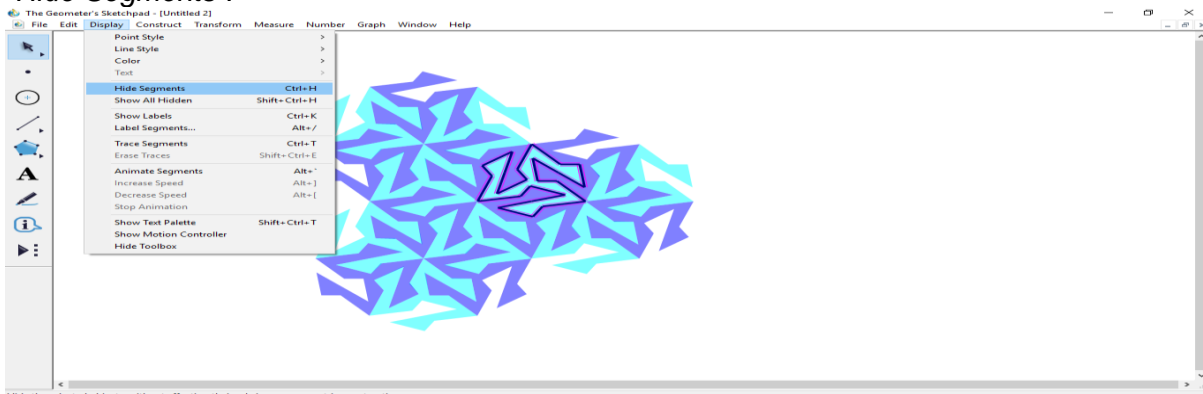 Hide Segments".
The Geometer's Sketchpad - [Untitled 2]
File Edit Display Construct Transform Measure Number Graph Window Help
Point Style
Line Style
Color
Text
Hide Segments Ctrl+H
Show All Hidden Shift+Ctrl+H
Show Labels Ctrl+K
Label Segments... Alt+/
Trace Segments Ctrl+T
Erase Traces Shift+Ctrl+E
Animate Segments Alt+`
Increase Speed Alt+]
Decrease Speed Alt+[
Stop Animation
Show Text Palette Shift+Ctrl+T
Show Motion Controller
Hide Toolbox
A